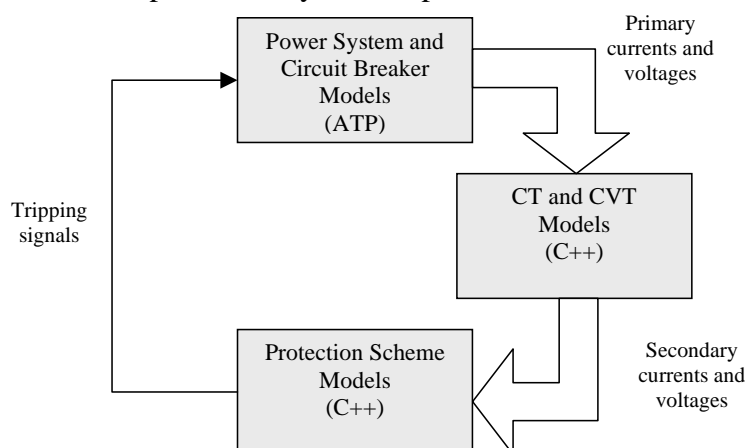 Power System and
Circuit Breaker
Models
(ATP)
Primary
currents and
voltages
CT and CVT
Models
(C++)
Tripping
signals
Protection Scheme
Models
(C++)
Secondary
currents and
voltages